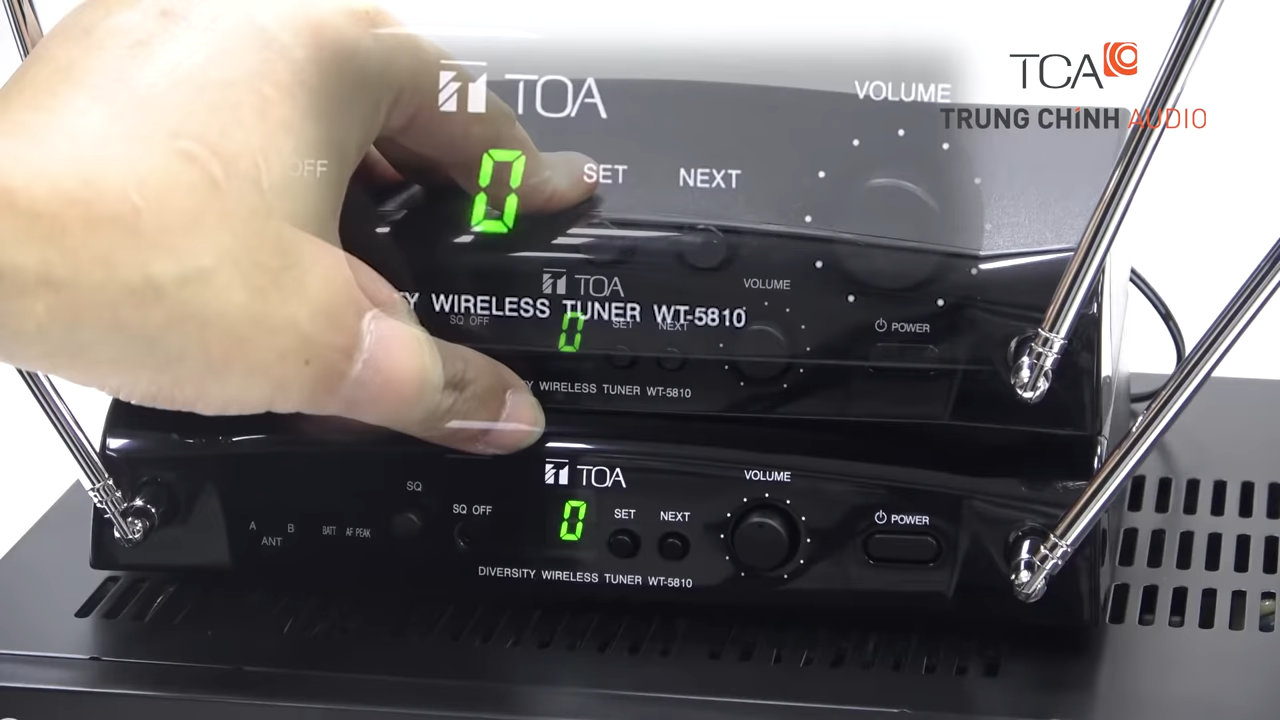 TCA
TRUNG CHÍNH AUDIO
TOA
VOLUME
OFF
0
SET
NEXT
TOA
VOLUME
Y WIRELESS TUNER WT-5810
SQ OFF
0
SET
NEXT
POWER
Y WIRELESS TUNER WT-5810
TOA
VOLUME
SQ
SQ OFF
0
SET
NEXT
POWER
A
B
ANT
BATT
AF PEAK
DIVERSITY WIRELESS TUNER WT-5810